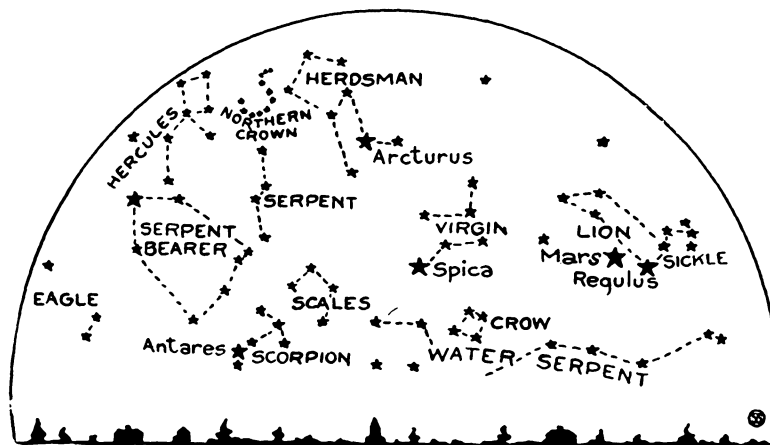 HERDSMAN
HERCULES
NORTHERN
CROWN
Arcturus
SERPENT
SERPENT
BEARER
VIRGIN
LION
Mars
Regulus
SICKLE
Spica
EAGLE
SCALES
Antares
SCORPION
CROW
WATER SERPENT